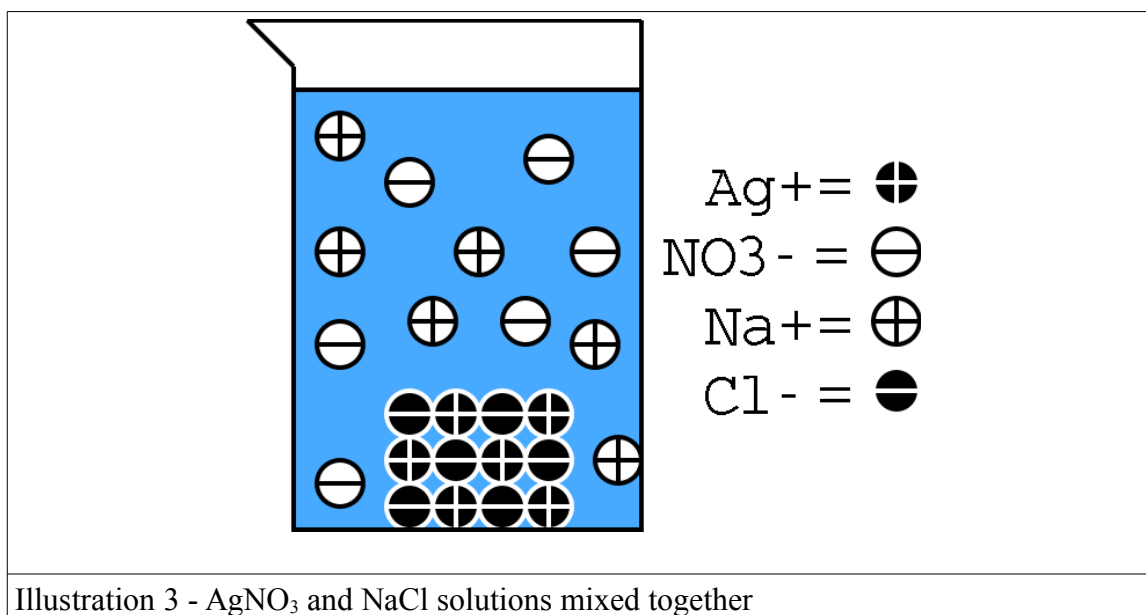 Ag+=
NO3- =
Na+=
Cl- =
Illustration 3 - AgNO₃ and NaCl solutions mixed together